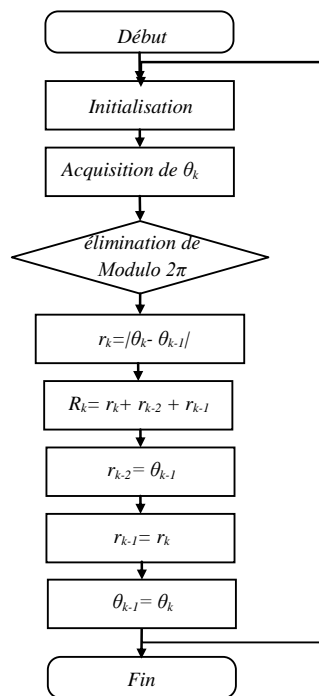 Début
Initialisation
Acquisition de θₖ
élimination de
Modulo 2π
rₖ=|θₖ- θₖ₋₁|
Rₖ= rₖ+ rₖ₋₂ + rₖ₋₁
rₖ₋₂= θₖ₋₁
rₖ₋₁= rₖ
θₖ₋₁= θₖ
Fin